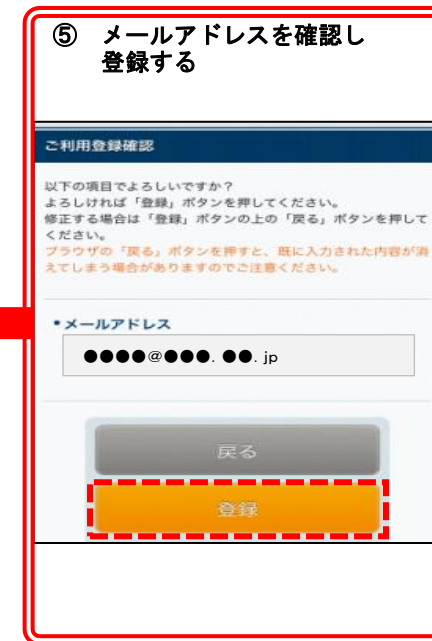 ⑤　メールアドレスを確認し
登録する
ご利用登録確認
以下の項目でよろしいですか？
よろしければ「登録」ボタンを押してください。
修正する場合は「登録」ボタンの上の「戻る」ボタンを押して
ください。
ブラウザの「戻る」ボタンを押すと、既に入力された内容が消
えてしまう場合がありますのでご注意ください。
•メールアドレス
●●●●@●●●. ●●. jp
戻る
登録